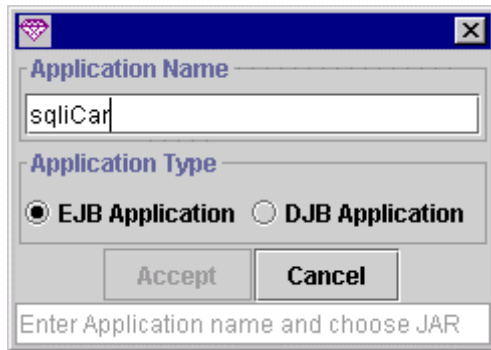 Application Name
sqliCar
Application Type
EJB Application DJB Application
Accept Cancel
Enter Application name and choose JAR